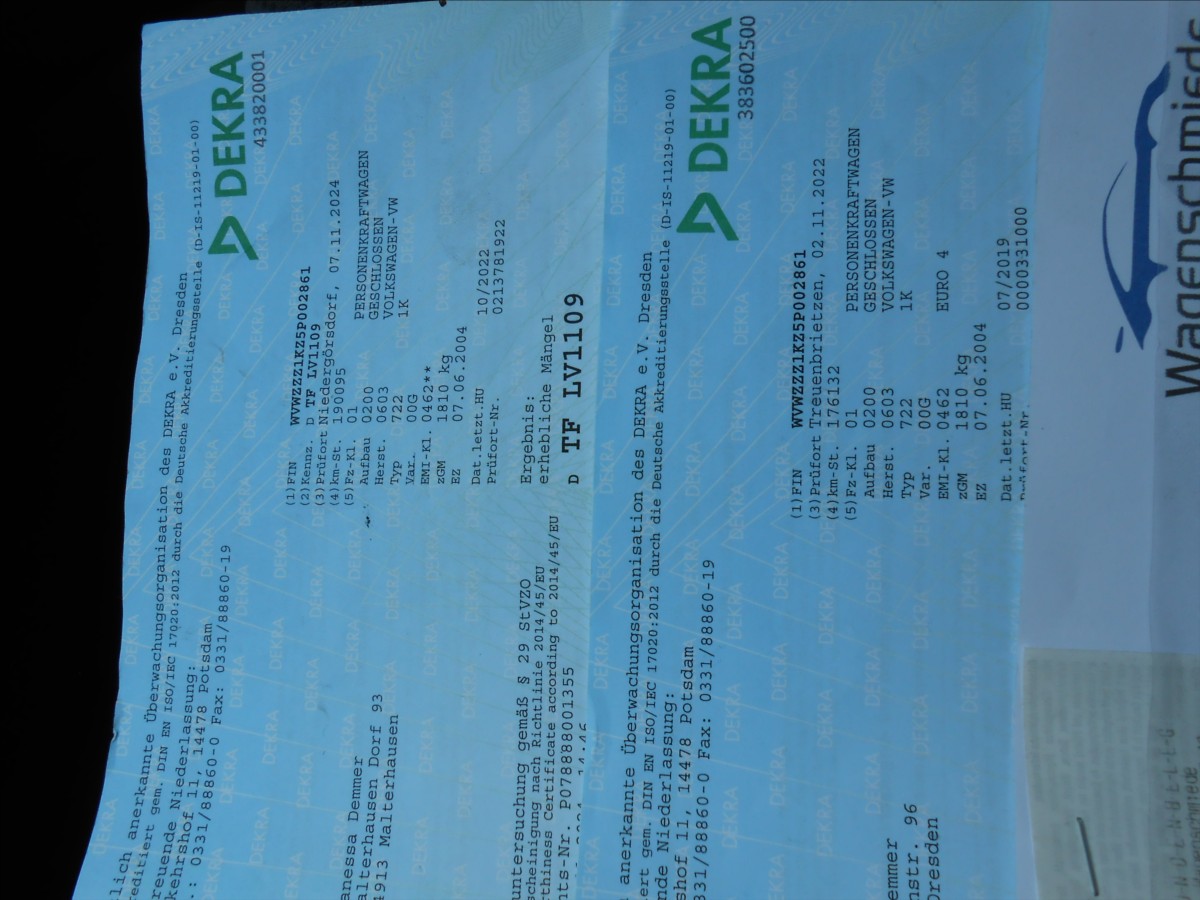 DEKRA
433820001
lich anerkannte Überwachungsorganisation des DEKRA e.V. Dresden
reditiert gem. DIN EN ISO/IEC 17020:2012 durch die Deutsche Akkreditierungsstelle (D-IS-11219-01-00)
reuende Niederlassung:
kehrshof 11, 14478 Potsdam
.: 0331/88860-0 Fax: 0331/88860-19
(1)FIN WVWZZZ1KZ5P002861
(2)Kennz. D TF LV1109
(3)Prüfort Niedergörsdorf, 07.11.2024
(4)km-St. 190095
(5)Fz-Kl. 01 PERSONENKRAFTWAGEN
Aufbau 0200 GESCHLOSSEN
Herst. 0603 VOLKSWAGEN-VW
Typ 722 1K
Var. 00G
EMI-Kl. 0462**
zGM 1810 kg
EZ 07.06.2004
Dat.letzt.HU 10/2022
Prüfort-Nr. 0213781922
anessa Demmer
alterhausen Dorf 93
4913 Malterhausen
untersuchung gemäß § 29 StVZO
scheinigung nach Richtlinie 2014/45/EU
rthiness Certificate according to 2014/45/EU
hts-Nr. P0788888001355
14:46
Ergebnis:
erhebliche Mängel
D TF LV1109
DEKRA
383602500
anerkannte Überwachungsorganisation des DEKRA e.V. Dresden
iert gem. DIN EN ISO/IEC 17020:2012 durch die Deutsche Akkreditierungsstelle (D-IS-11219-01-00)
nde Niederlassung:
shof 11, 14478 Potsdam
331/88860-0 Fax: 0331/88860-19
(1)FIN WVWZZZ1KZ5P002861
(3)Prüfort Treuenbrietzen, 02.11.2022
(4)km-St. 176132
(5)Fz-Kl. 01 PERSONENKRAFTWAGEN
Aufbau 0200 GESCHLOSSEN
Herst. 0603 VOLKSWAGEN-VW
Typ 722 1K
Var. 00G
EMI-Kl. 0462 EURO 4
zGM 1810 kg
EZ 07.06.2004
Dat.letzt.HU 07/2019
Prüfort-Nr. 0000331000
emmer
nstr. 96
Dresden
Wagenschmiede